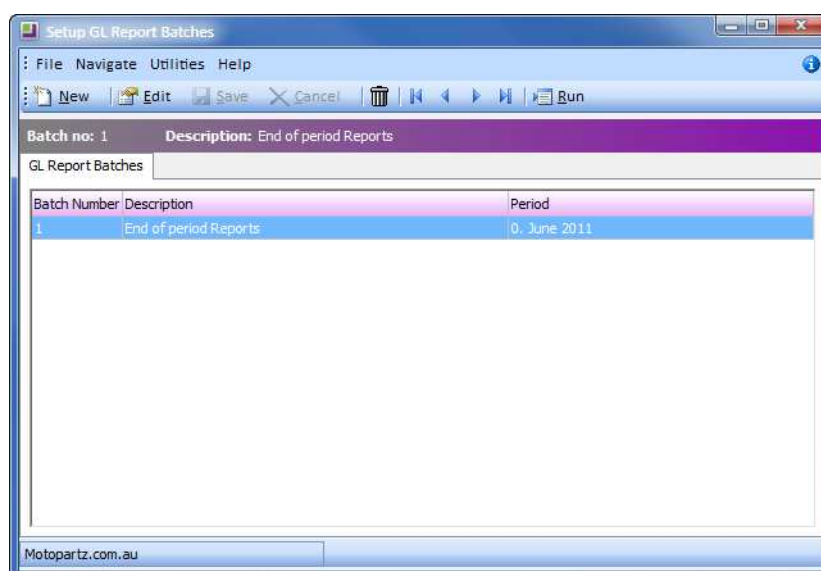 Setup GL Report Batches
File Navigate Utilities Help
New Edit Save Cancel Run
Batch no: 1 Description: End of period Reports
GL Report Batches
Batch Number Description Period
1 End of period Reports 0. June 2011
Motopartz.com.au